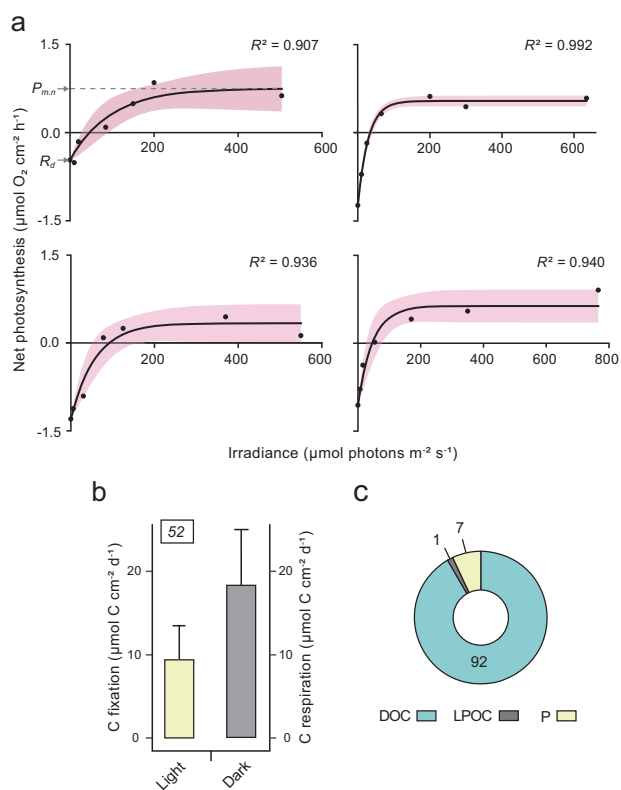 a
Net photosynthesis (µmol O₂ cm⁻² h⁻¹)
1.5
0.0
-1.5
Pm.n
Rd
R² = 0.907
200
400
600
R² = 0.992
200
400
600
1.5
0.0
-1.5
R² = 0.936
200
400
600
R² = 0.940
200
400
600
800
Irradiance (µmol photons m⁻² s⁻¹)
b
C fixation (µmol C cm⁻² d⁻¹)
20
10
0
52
Light
Dark
20
10
0
C respiration (µmol C cm⁻² d⁻¹)
c
1
7
92
DOC LPOC P